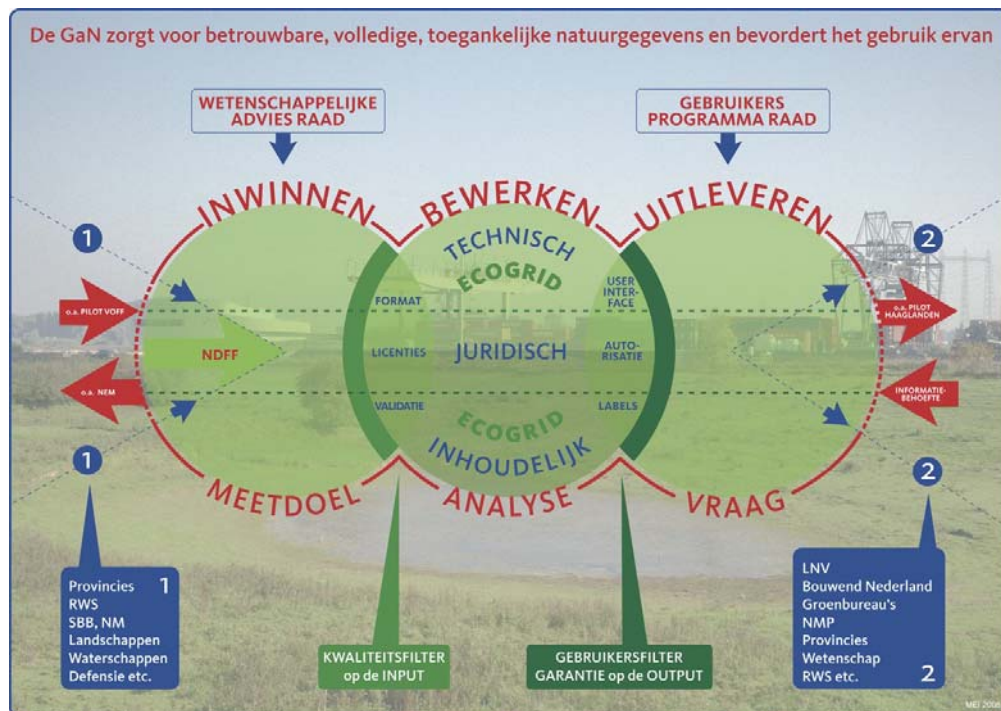 De GaN zorgt voor betrouwbare, volledige, toegankelijke natuurgegevens en bevordert het gebruik ervan
WETENSCHAPPELIJKE
ADVIES RAAD
GEBRUIKERS
PROGRAMMA RAAD
INWINNEN
BEWERKEN
UITLEVEREN
1
2
TECHNISCH
ECOGRID
FORMAT
USER
INTER-
FACE
o.a. PILOT VOFF
o.a. PILOT
HAAGLANDEN
NDFF
LICENTIES
JURIDISCH
AUTO-
RISATIE
o.a. NEM
INFORMATIE-
BEHOEFTE
VALIDATIE
ECOGRID
LABELS
INHOUDELIJK
1
2
MEETDOEL
ANALYSE
VRAAG
Provincies 1
RWS
SBB, NM
Landschappen
Waterschappen
Defensie etc.
KWALITEITSFILTER
op de INPUT
GEBRUIKERSFILTER
GARANTIE op de OUTPUT
LNV
Bouwend Nederland
Groenbureau's
NMP
Provincies
Wetenschap
RWS etc. 2
MEI 2006